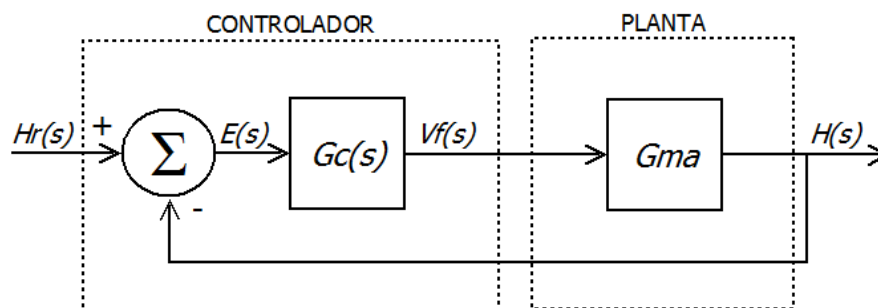 CONTROLADOR
PLANTA
Hr(s)
+
Σ
-
E(s)
Gc(s)
Vf(s)
Gma
H(s)